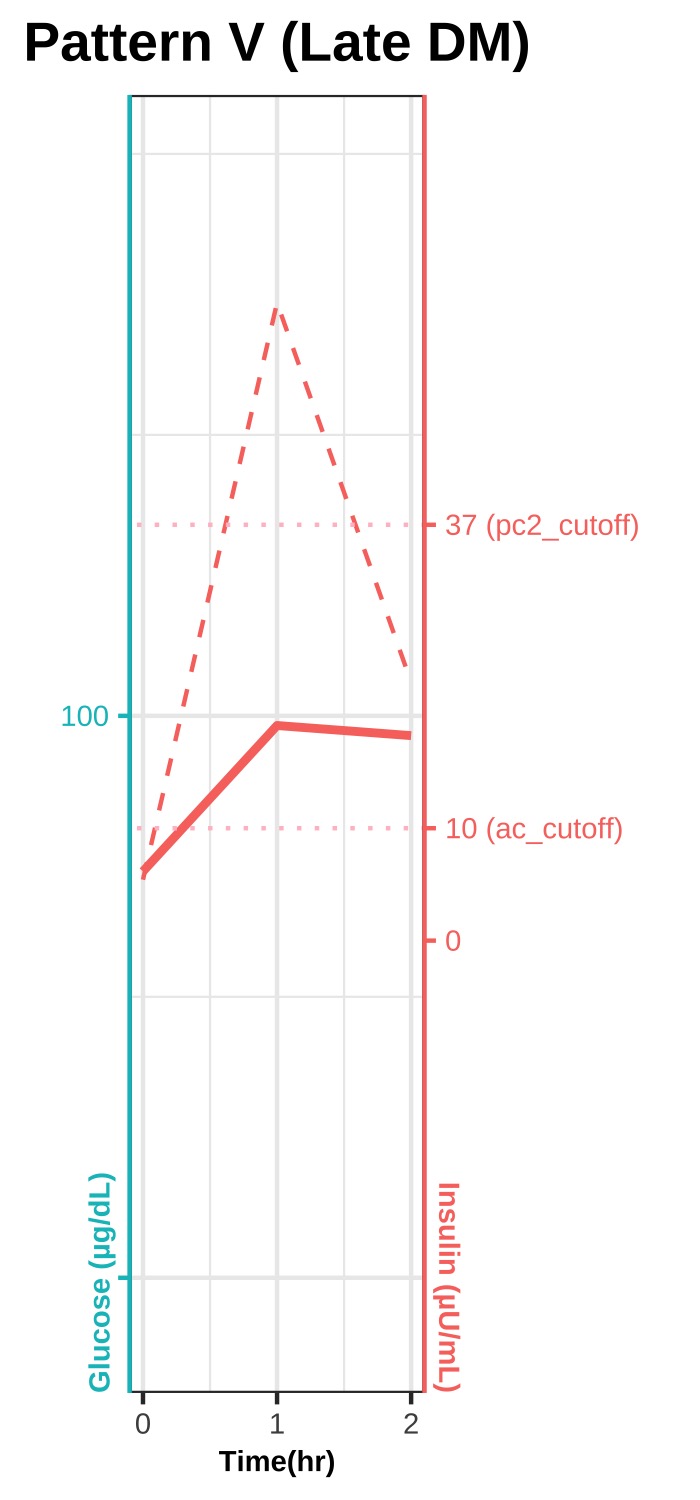 Pattern V (Late DM)
37 (pc2_cutoff)
100
10 (ac_cutoff)
0
Glucose (µg/dL)
Insulin (µU/mL)
0
1
2
Time(hr)